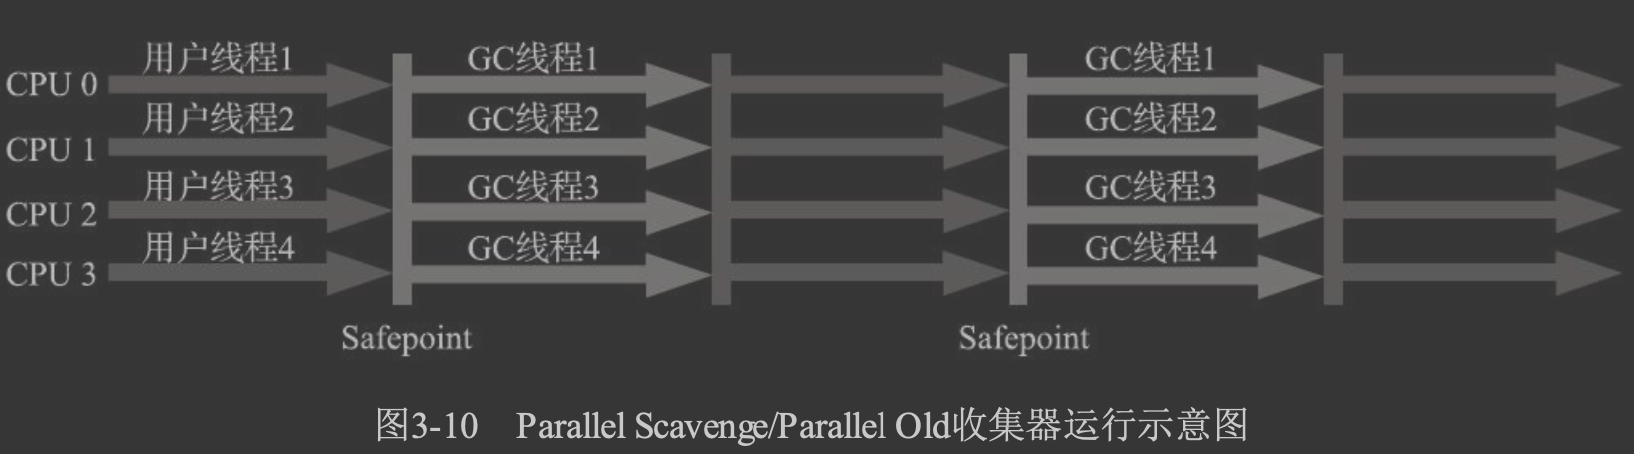 用户线程1 GC线程1 GC线程1
CPU 0
用户线程2 GC线程2 GC线程2
CPU 1
用户线程3 GC线程3 GC线程3
CPU 2
用户线程4 GC线程4 GC线程4
CPU 3
Safepoint Safepoint
图3-10 Parallel Scavenge/Parallel Old收集器运行示意图